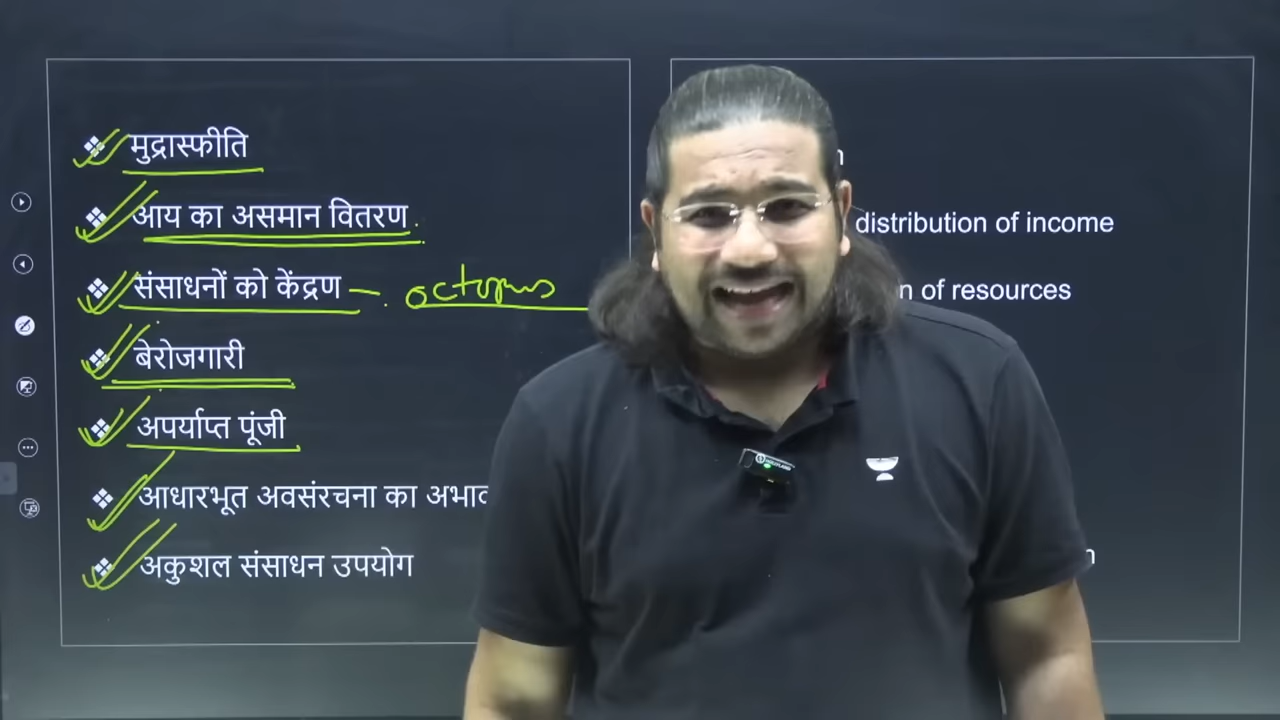 मुद्रास्फीति
आय का असमान वितरण
distribution of income
संसाधनों को केंद्रण – octopus
of resources
बेरोजगारी
अपर्याप्त पूंजी
आधारभूत अवसंरचना का
अकुशल संसाधन उपयोग